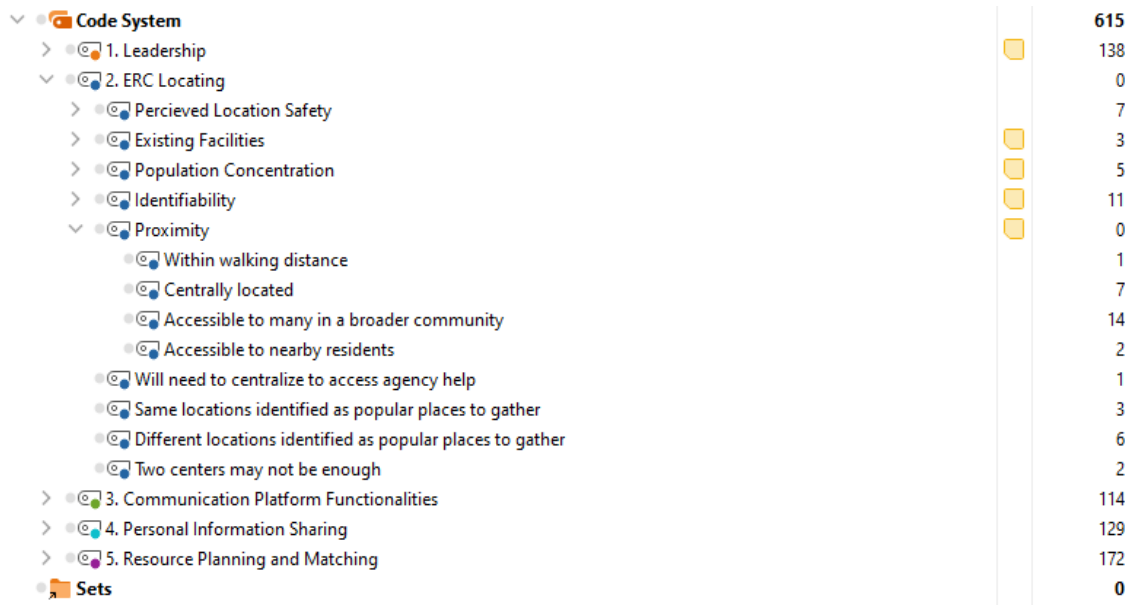 Code System 615
1. Leadership 138
2. ERC Locating 0
Percieved Location Safety 7
Existing Facilities 3
Population Concentration 5
Identifiability 11
Proximity 0
Within walking distance 1
Centrally located 7
Accessible to many in a broader community 14
Accessible to nearby residents 2
Will need to centralize to access agency help 1
Same locations identified as popular places to gather 3
Different locations identified as popular places to gather 6
Two centers may not be enough 2
3. Communication Platform Functionalities 114
4. Personal Information Sharing 129
5. Resource Planning and Matching 172
Sets 0